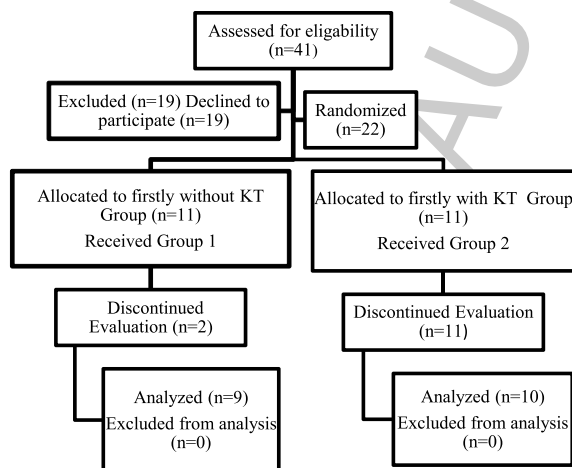 Assessed for eligability
(n=41)
Excluded (n=19) Declined to
participate (n=19)
Randomized
(n=22)
Allocated to firstly without KT
Group (n=11)
Received Group 1
Allocated to firstly with KT Group
(n=11)
Received Group 2
Discontinued
Evaluation (n=2)
Discontinued Evaluation
(n=11)
Analyzed (n=9)
Excluded from analysis
(n=0)
Analyzed (n=10)
Excluded from analysis
(n=0)
AU